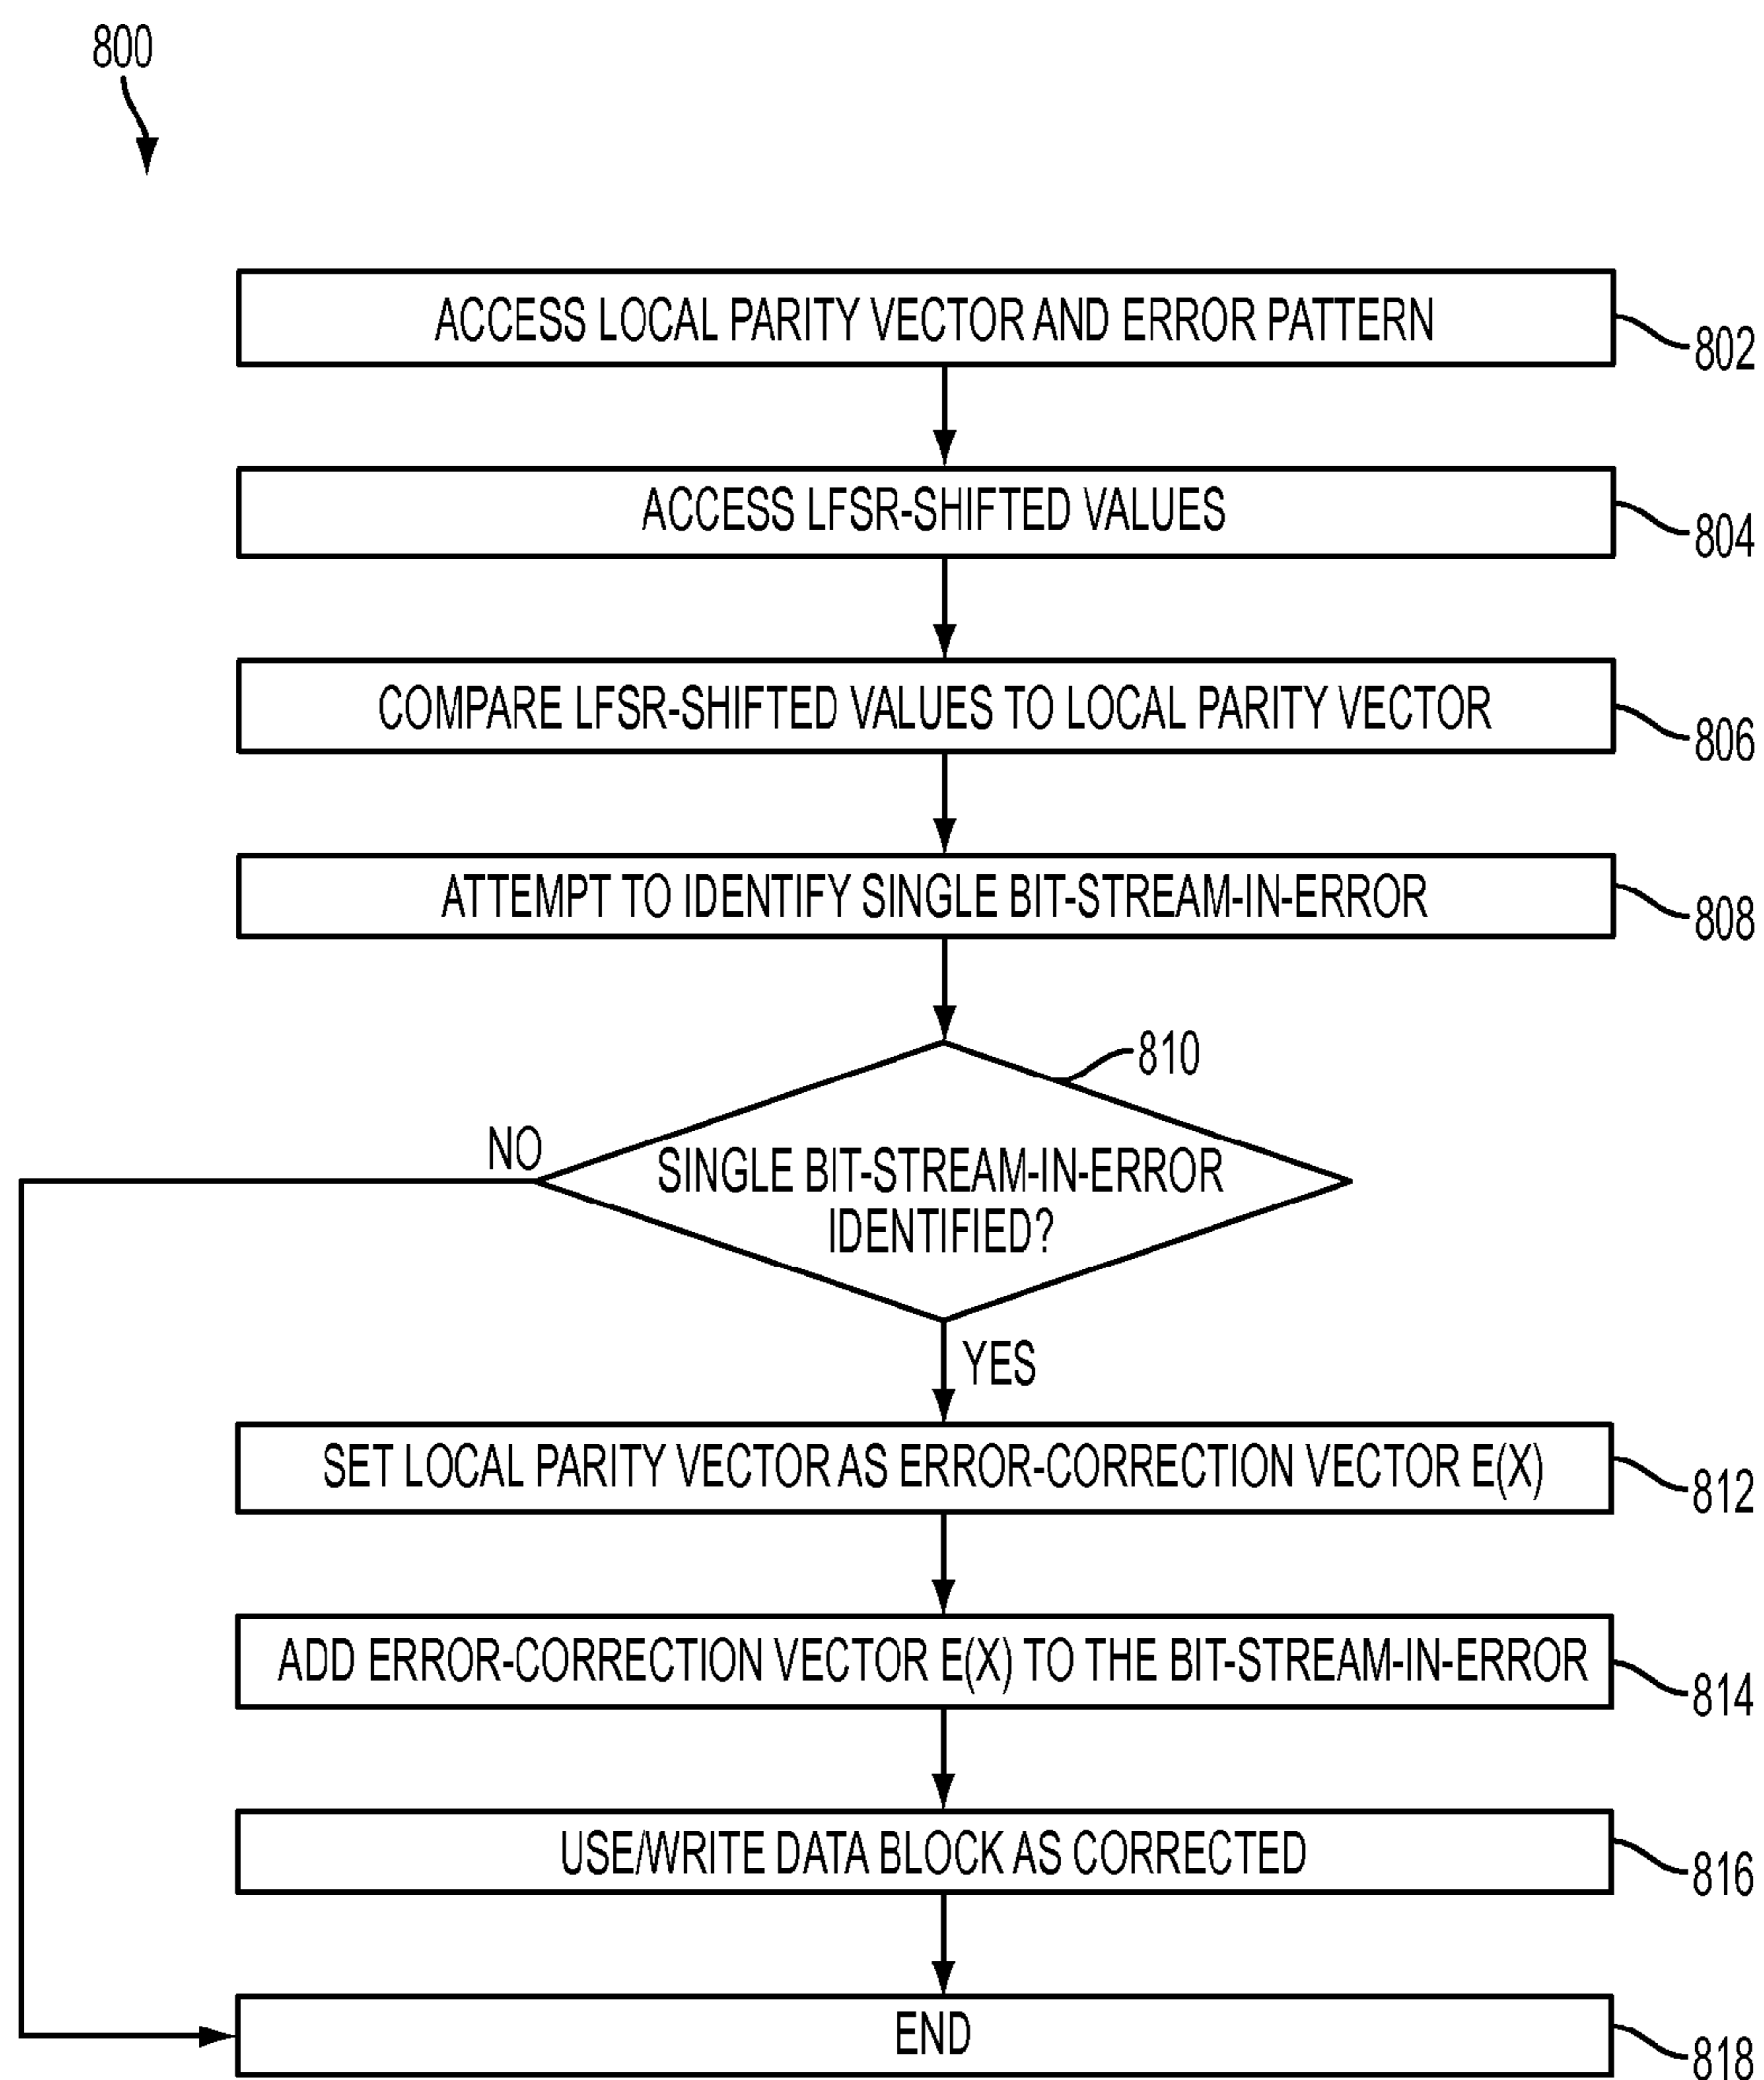 800
ACCESS LOCAL PARITY VECTOR AND ERROR PATTERN
802
ACCESS LFSR-SHIFTED VALUES
804
COMPARE LFSR-SHIFTED VALUES TO LOCAL PARITY VECTOR
806
ATTEMPT TO IDENTIFY SINGLE BIT-STREAM-IN-ERROR
808
810
NO
SINGLE BIT-STREAM-IN-ERROR
IDENTIFIED?
YES
SET LOCAL PARITY VECTOR AS ERROR-CORRECTION VECTOR E(X)
812
ADD ERROR-CORRECTION VECTOR E(X) TO THE BIT-STREAM-IN-ERROR
814
USE/WRITE DATA BLOCK AS CORRECTED
816
END
818